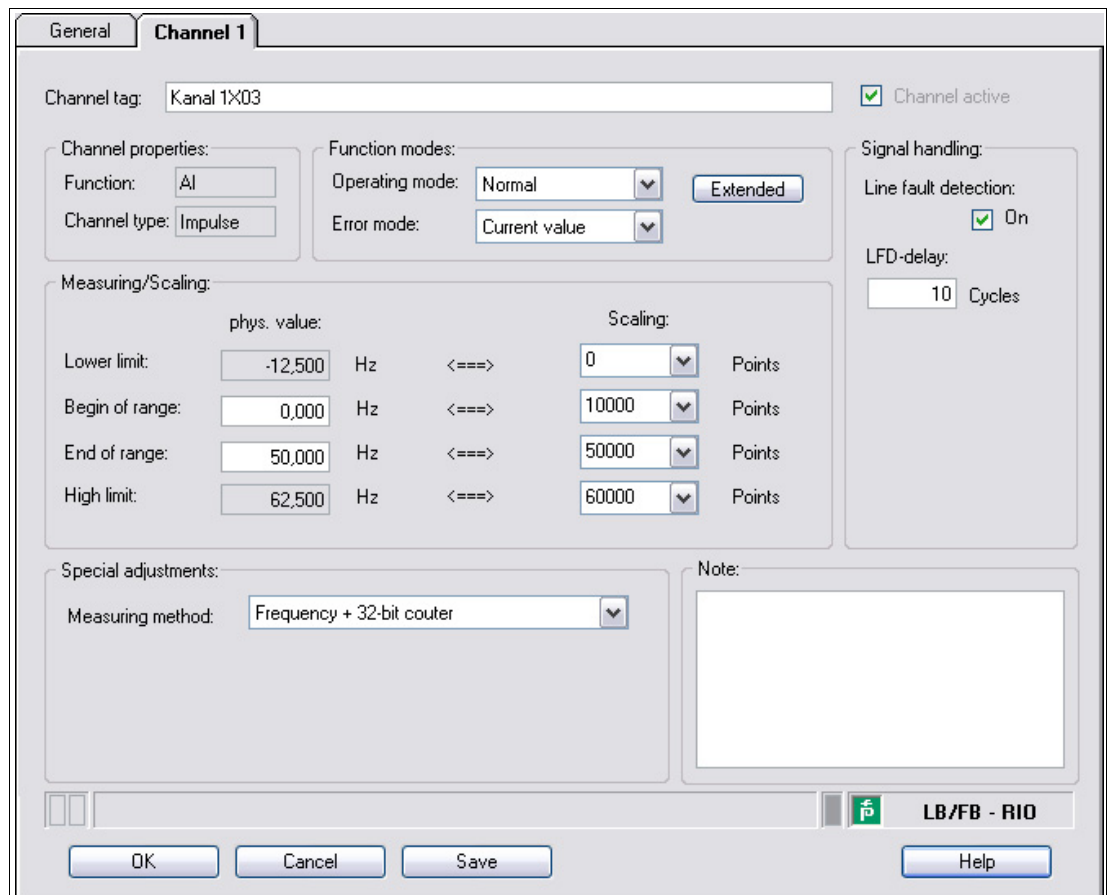 General Channel 1
Channel tag: Kanal 1X03 Channel active
Channel properties: Function modes: Signal handling:
Function: AI Operating mode: Normal Extended Line fault detection:
Channel type: Impulse Error mode: Current value On
LFD-delay:
10 Cycles
Measuring/Scaling:
phys. value: Scaling:
Lower limit: -12,500 Hz <===> 0 Points
Begin of range: 0,000 Hz <===> 10000 Points
End of range: 50,000 Hz <===> 50000 Points
High limit: 62,500 Hz <===> 60000 Points
Special adjustments: Note:
Measuring method: Frequency + 32-bit couter
LB/FB - RIO
OK Cancel Save Help